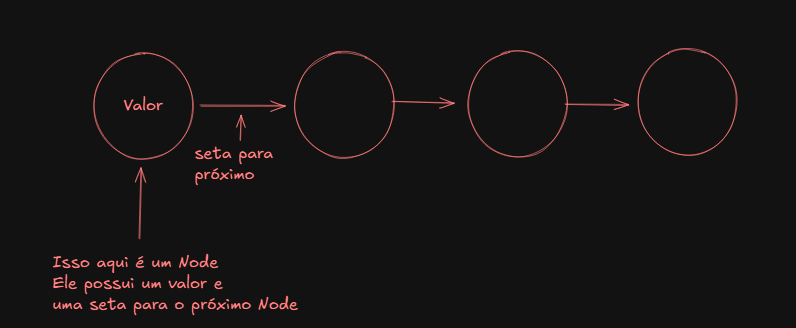 Valor
seta para
próximo
Isso aqui é um Node
Ele possui um valor e
uma seta para o próximo Node